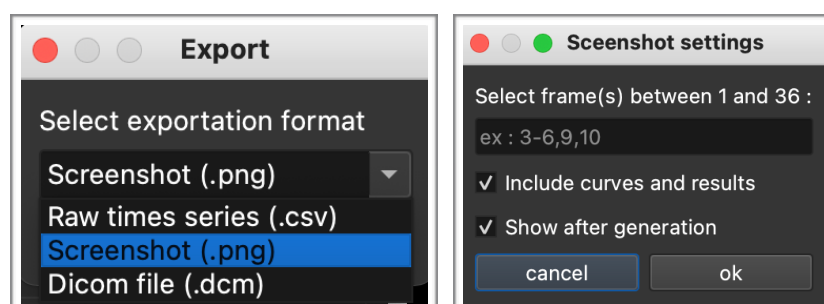 Export
Select exportation format
Screenshot (.png)
Raw times series (.csv)
Screenshot (.png)
Dicom file (.dcm)
Sceenshot settings
Select frame(s) between 1 and 36 :
ex : 3-6,9,10
Include curves and results
Show after generation
cancel
ok